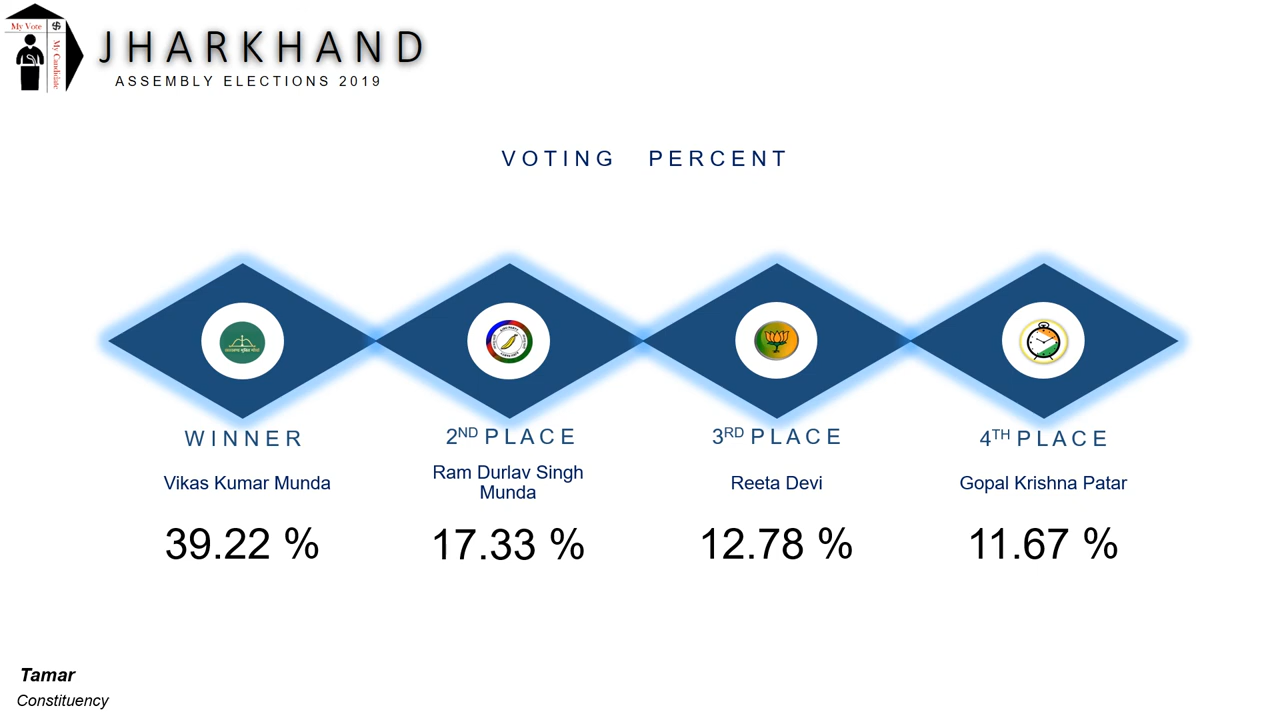 My Vote
My Candidate
JHARKHAND
ASSEMBLY ELECTIONS 2019
VOTING PERCENT
WINNER
2ND PLACE
3RD PLACE
4TH PLACE
Vikas Kumar Munda
Ram Durlav Singh
Munda
Reeta Devi
Gopal Krishna Patar
39.22 %
17.33 %
12.78 %
11.67 %
Tamar
Constituency